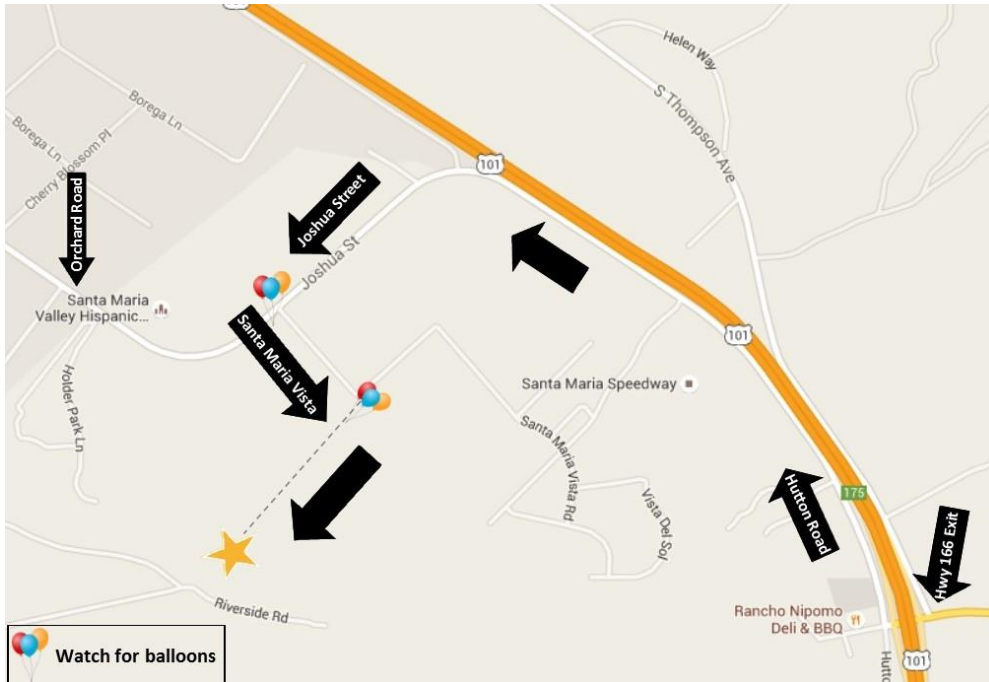 101
Helen Way
S Thompson Ave
Borega Ln
Borega Ln
Cherry Blossom Pl
Orchard Road
Joshua Street
101
Joshua St
Santa Maria
Valley Hispanic...
Santa Maria Vista
101
Santa Maria Speedway
Holder Park Ln
Santa Maria Vista Rd
Vista Del Sol
Hutton Road
175
Hwy 166 Exit
Riverside Rd
Rancho Nipomo
Deli & BBQ
Hutto
101
Watch for balloons